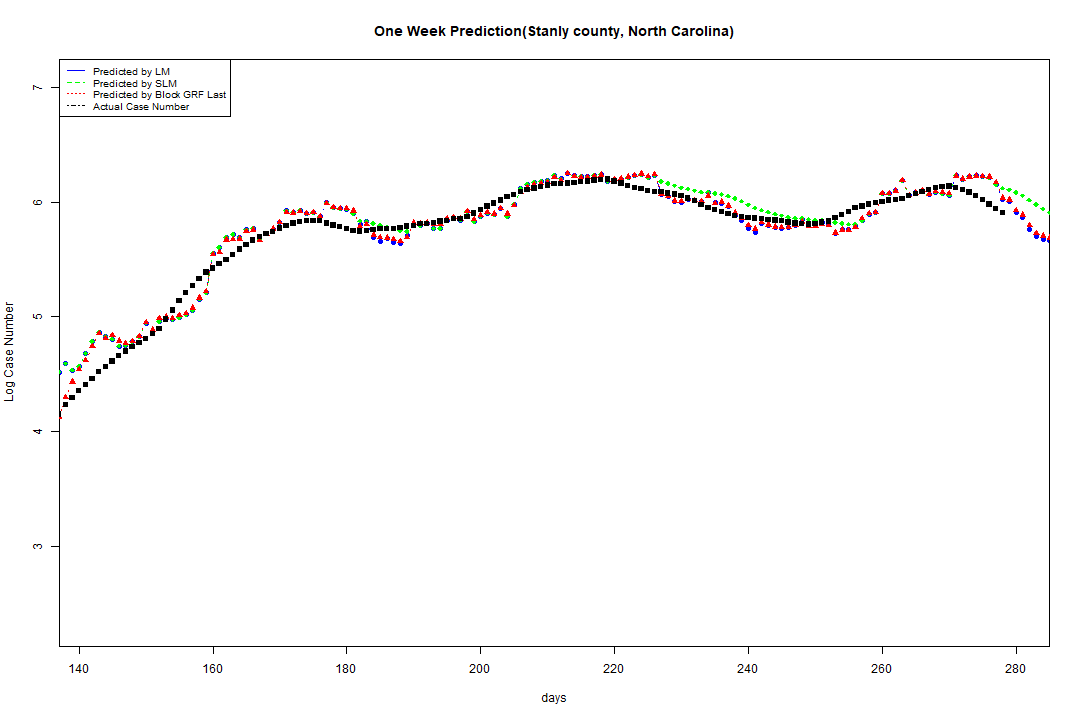 One Week Prediction(Stanly county, North Carolina)
Predicted by LM
Predicted by SLM
Predicted by Block GRF Last
Actual Case Number
7
6
5
4
3
Log Case Number
140 160 180 200 220 240 260 280
days